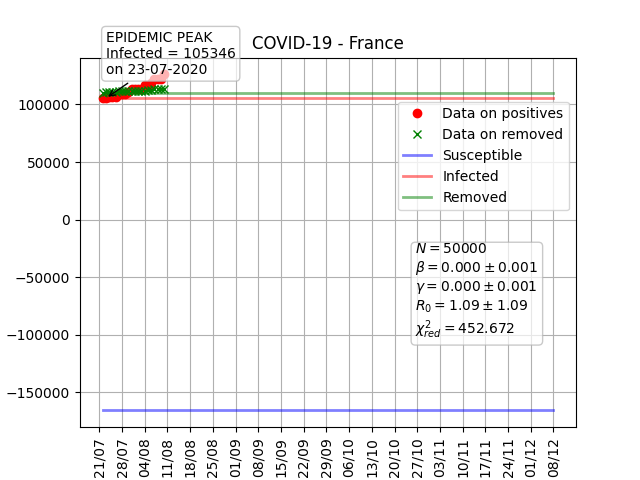 COVID-19 - France
EPIDEMIC PEAK
Infected = 105346
on 23-07-2020
100000
50000
0
−50000
−100000
−150000
Data on positives
Data on removed
Susceptible
Infected
Removed
N = 50000
β = 0.000 ± 0.001
γ = 0.000 ± 0.001
R₀ = 1.09 ± 1.09
χ²_red = 452.672
21/07
28/07
04/08
11/08
18/08
25/08
01/09
08/09
15/09
22/09
29/09
06/10
13/10
20/10
27/10
03/11
10/11
17/11
24/11
01/12
08/12